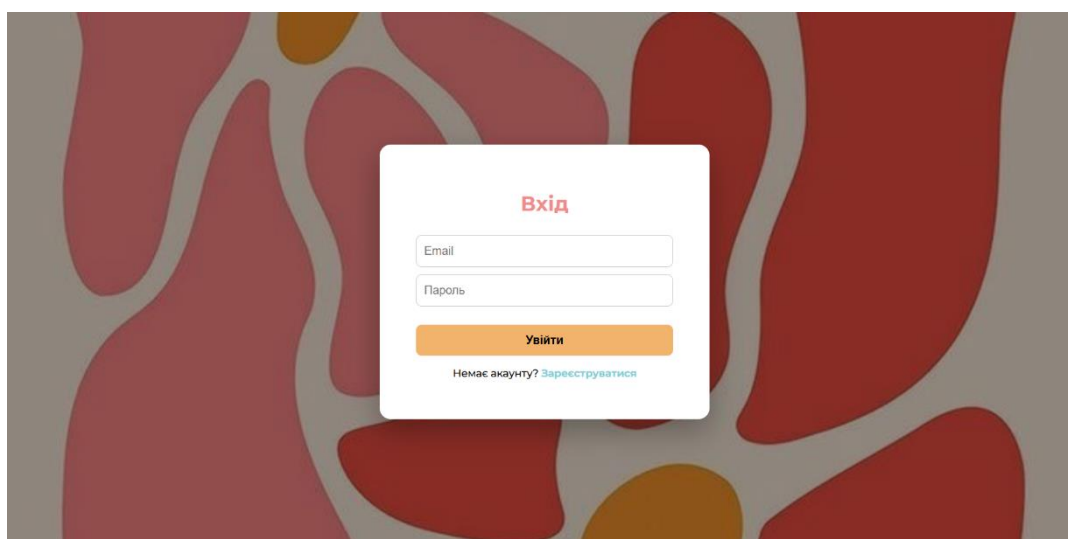 Вхід
Email
Пароль
Увійти
Немає акаунту? Зареєструватися